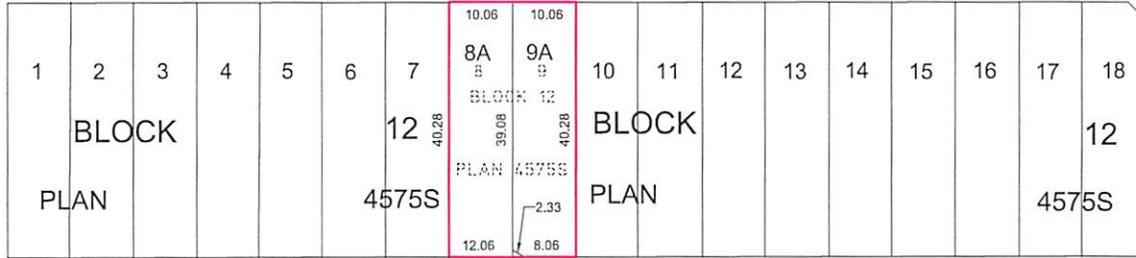 10.06 10.06
1 2 3 4 5 6 7 8A 9A 10 11 12 13 14 15 16 17 18
8 9
BLOCK 12
BLOCK 12 40.28 39.08 40.28 BLOCK 12
PLAN 4575S
PLAN 4575S PLAN 4575S
2.33
12.06 8.06